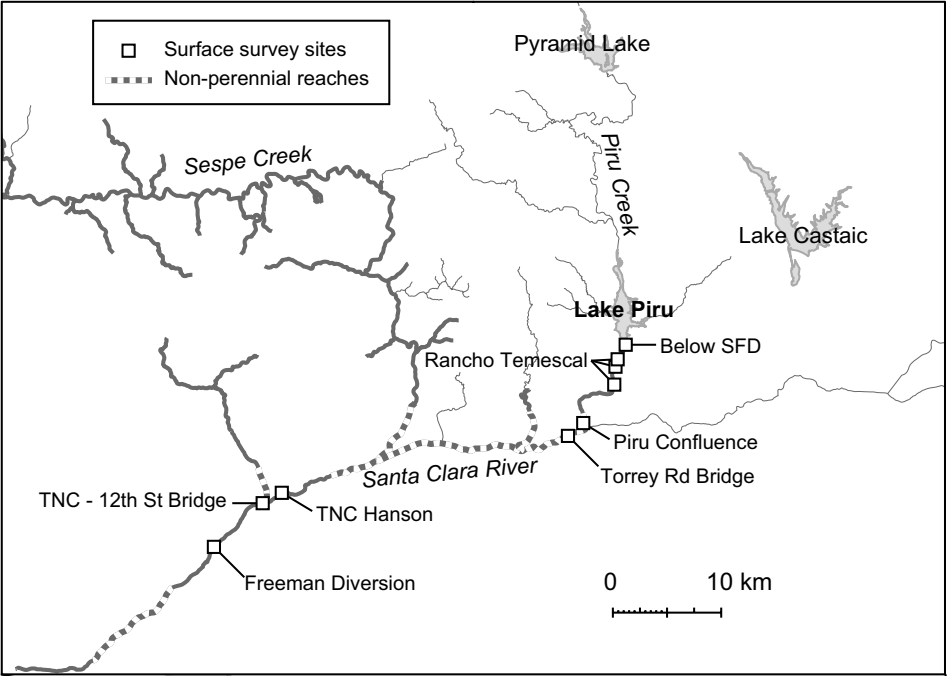 Surface survey sites
Non-perennial reaches
Pyramid Lake
Sespe Creek
Piru Creek
Lake Castaic
Lake Piru
Below SFD
Rancho Temescal
Piru Confluence
Santa Clara River
Torrey Rd Bridge
TNC - 12th St Bridge
TNC Hanson
Freeman Diversion
0 10 km